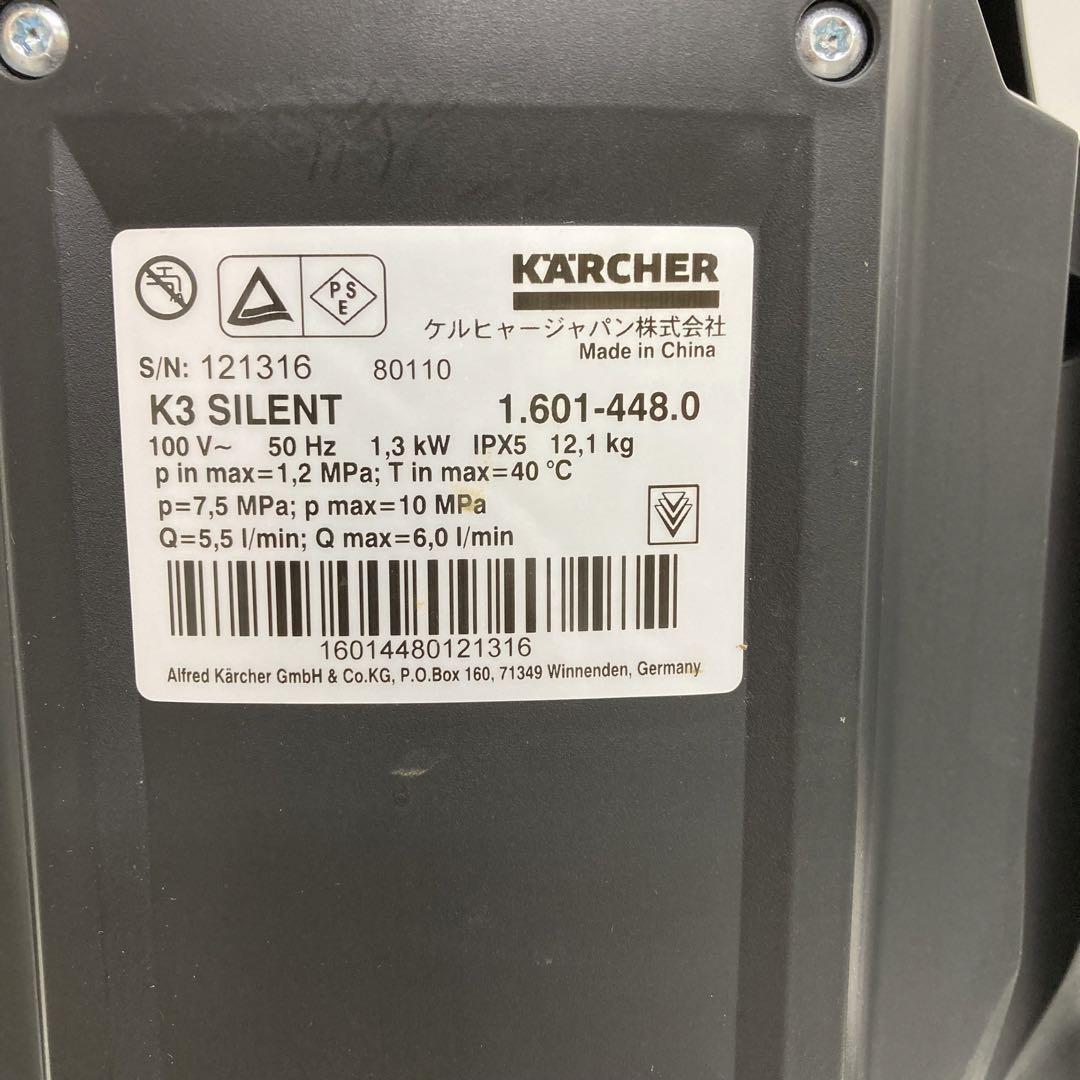 PS
E
KÄRCHER
ケルヒャージャパン株式会社
Made in China
S/N: 121316 80110
K3 SILENT 1.601-448.0
100 V~ 50 Hz 1,3 kW IPX5 12,1 kg
p in max=1,2 MPa; T in max=40 °C
p=7,5 MPa; p max=10 MPa
Q=5,5 l/min; Q max=6,0 l/min
16014480121316
Alfred Kärcher GmbH & Co.KG, P.O.Box 160, 71349 Winnenden, Germany